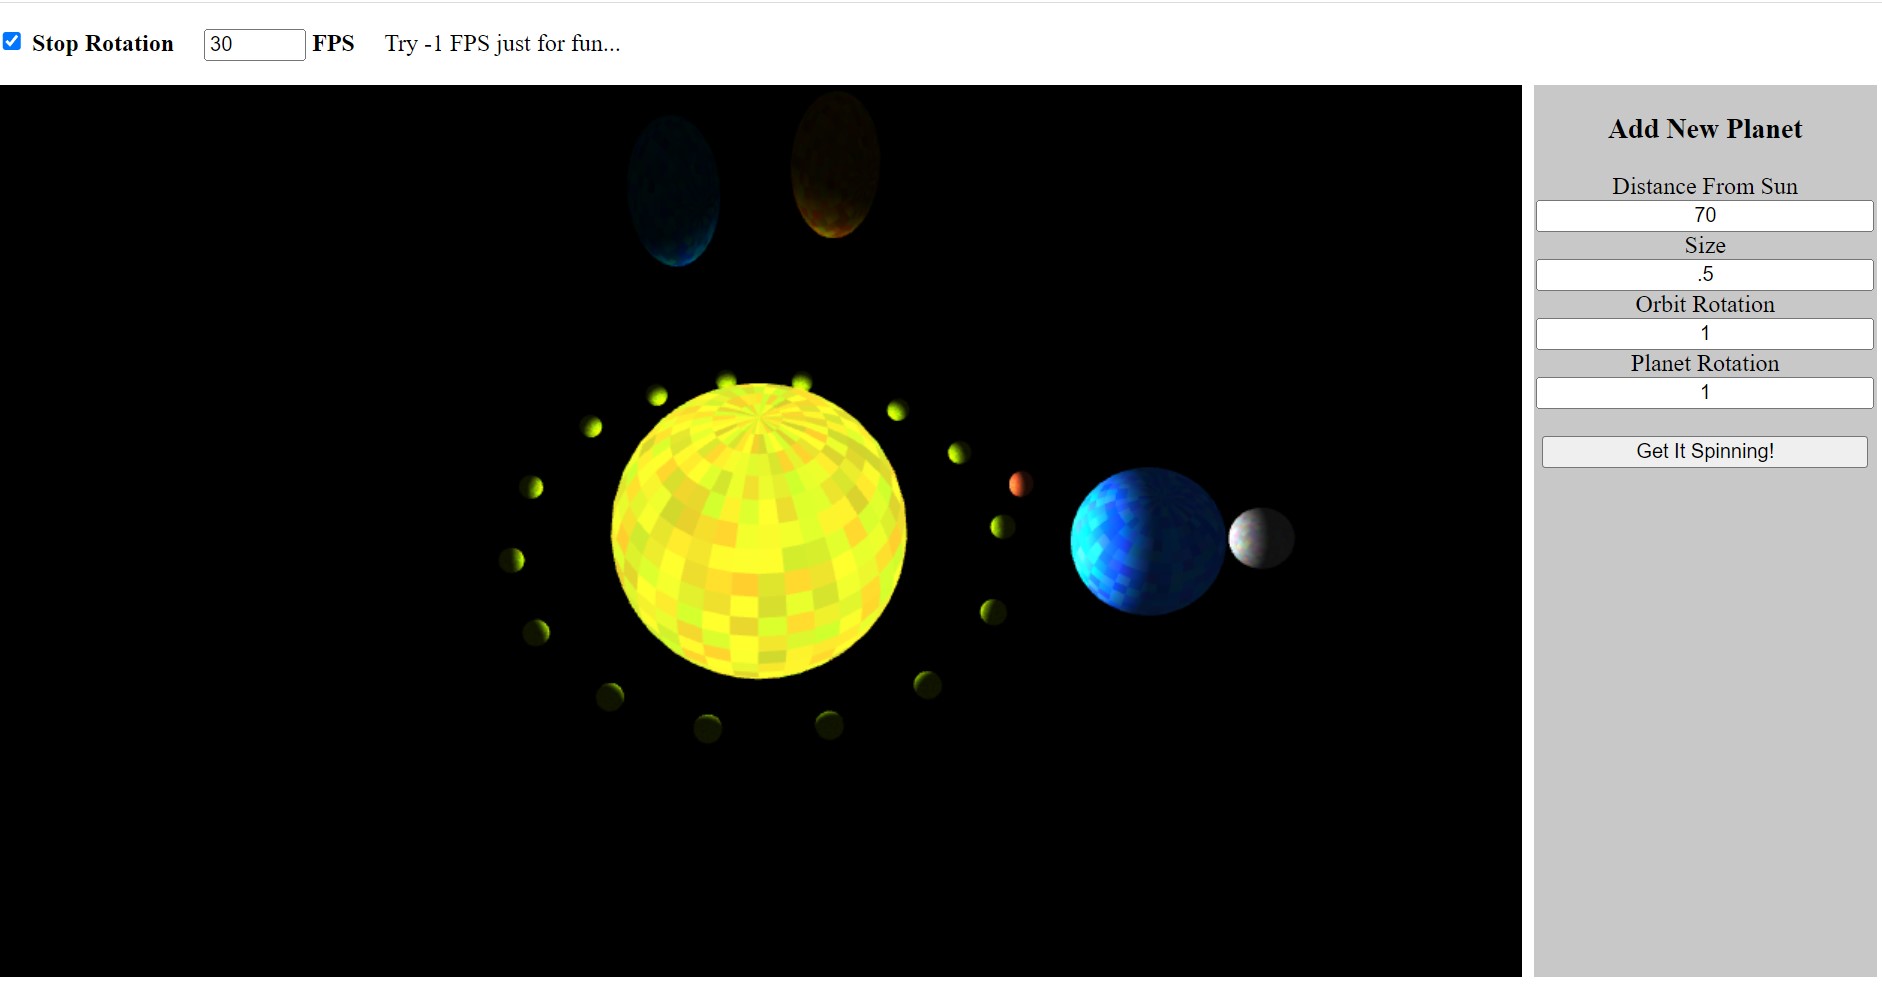 Stop Rotation 30 FPS Try -1 FPS just for fun...
Add New Planet
Distance From Sun
70
Size
.5
Orbit Rotation
1
Planet Rotation
1
Get It Spinning!